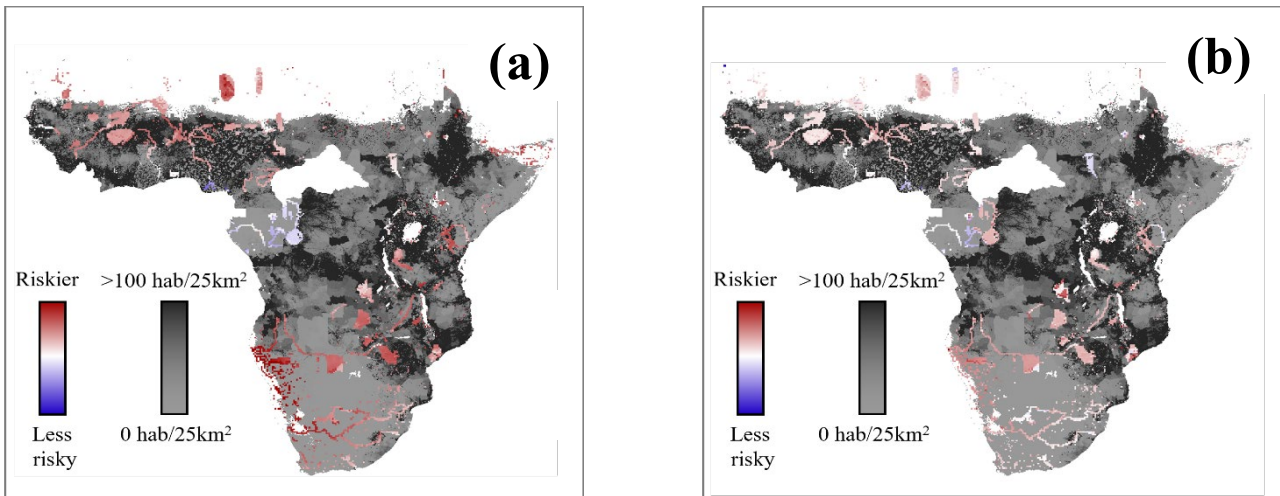 (a)
Riskier
>100 hab/25km²
Less
risky
0 hab/25km²
(b)
Riskier
>100 hab/25km²
Less
risky
0 hab/25km²